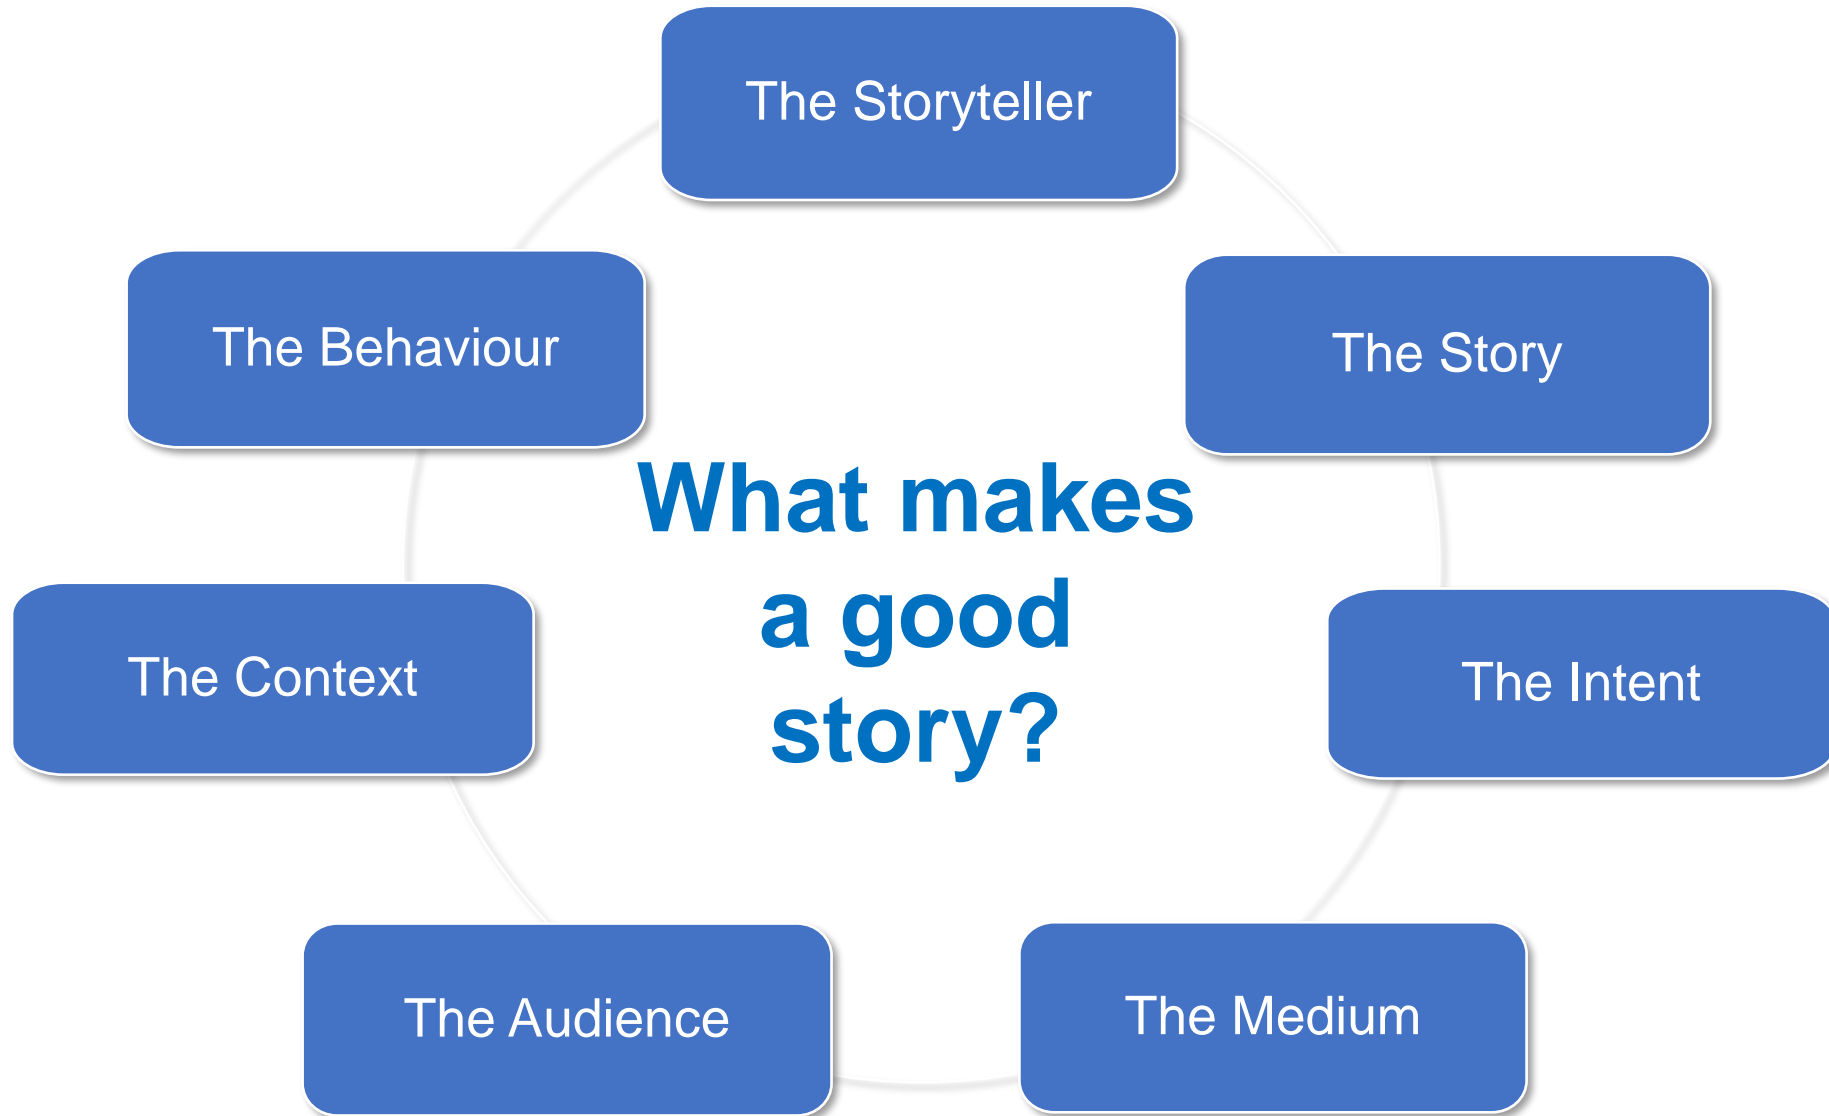 The Storyteller
The Behaviour
The Story
What makes
a good
story?
The Context
The Intent
The Audience
The Medium